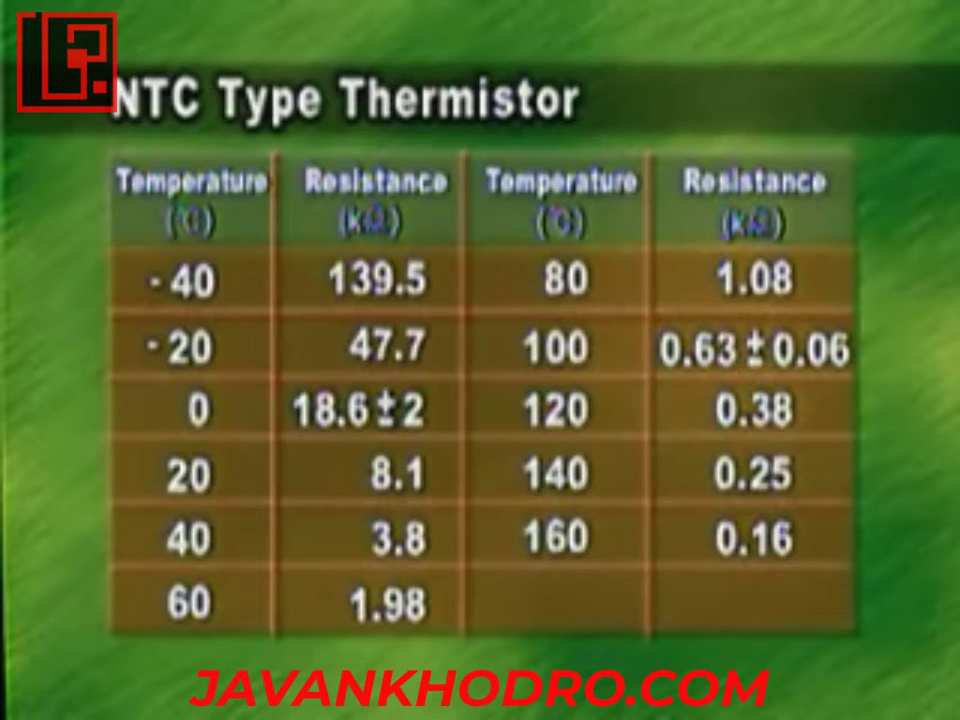 NTC Type Thermistor
Temperature Resistance Temperature Resistance
(℃) (kΩ) (℃) (kΩ)
- 40 139.5 80 1.08
- 20 47.7 100 0.63 ± 0.06
0 18.6 ± 2 120 0.38
20 8.1 140 0.25
40 3.8 160 0.16
60 1.98
JAVANKHODRO.COM